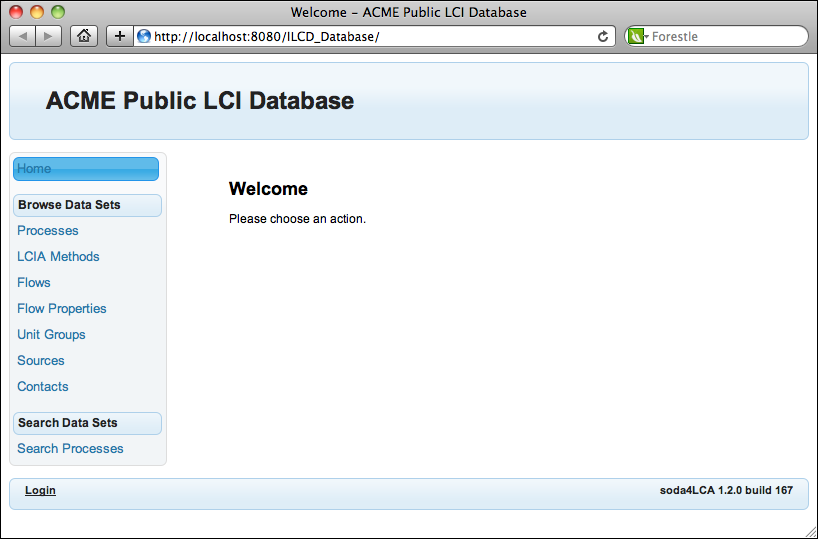 Welcome – ACME Public LCI Database
http://localhost:8080/ILCD_Database/
Forestle
ACME Public LCI Database
Home
Browse Data Sets
Processes
LCIA Methods
Flows
Flow Properties
Unit Groups
Sources
Contacts
Search Data Sets
Search Processes
Welcome
Please choose an action.
Login
soda4LCA 1.2.0 build 167